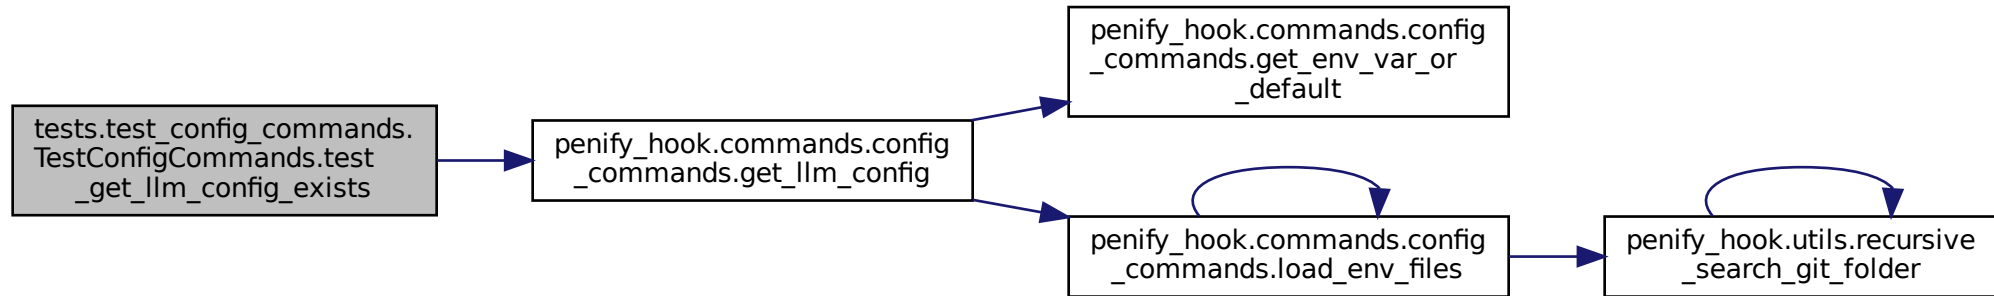 tests.test_config_commands.
TestConfigCommands.test
_get_llm_config_exists
penify_hook.commands.config
_commands.get_llm_config
penify_hook.commands.config
_commands.get_env_var_or
_default
penify_hook.commands.config
_commands.load_env_files
penify_hook.utils.recursive
_search_git_folder